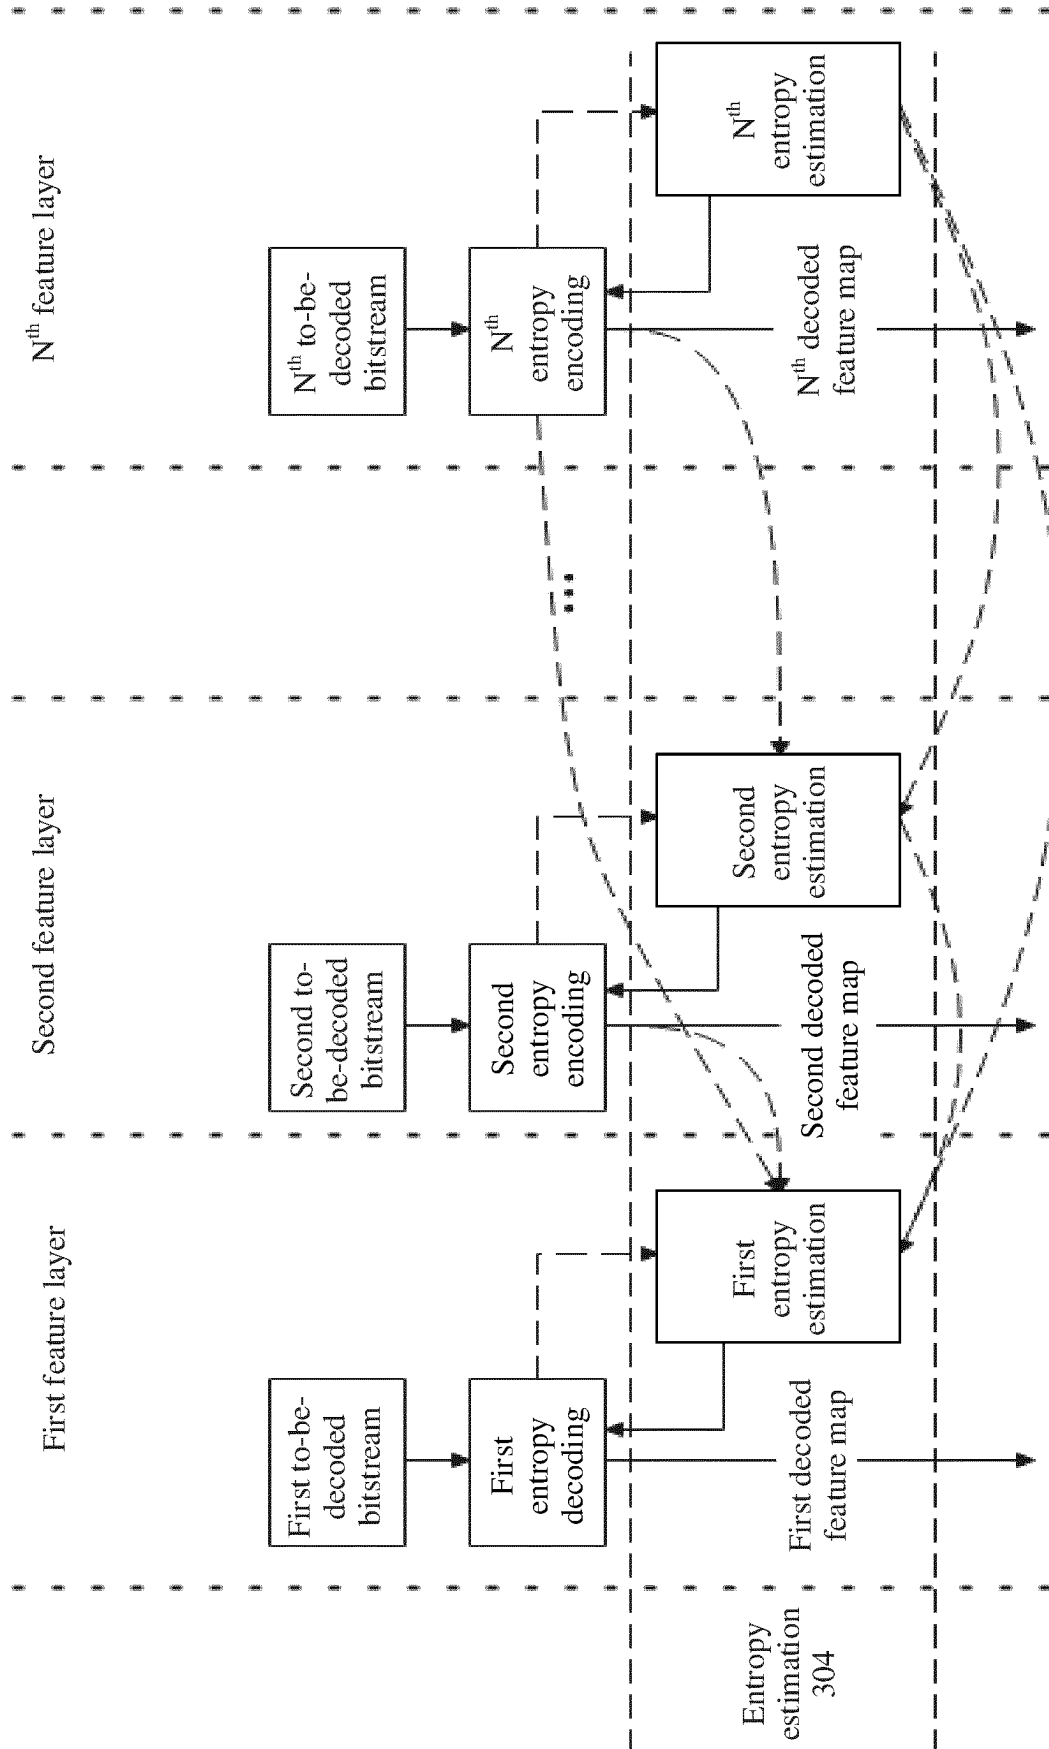 First feature layer
Second feature layer
Nth feature layer
First to-be-
decoded
bitstream
Second to-
be-decoded
bitstream
Nth to-be-
decoded
bitstream
First
entropy
decoding
Second
entropy
encoding
...
Nth
entropy
encoding
Entropy
estimation
304
First
entropy
estimation
Second
entropy
estimation
Nth
entropy
estimation
First decoded
feature map
Second decoded
feature map
Nth decoded
feature map